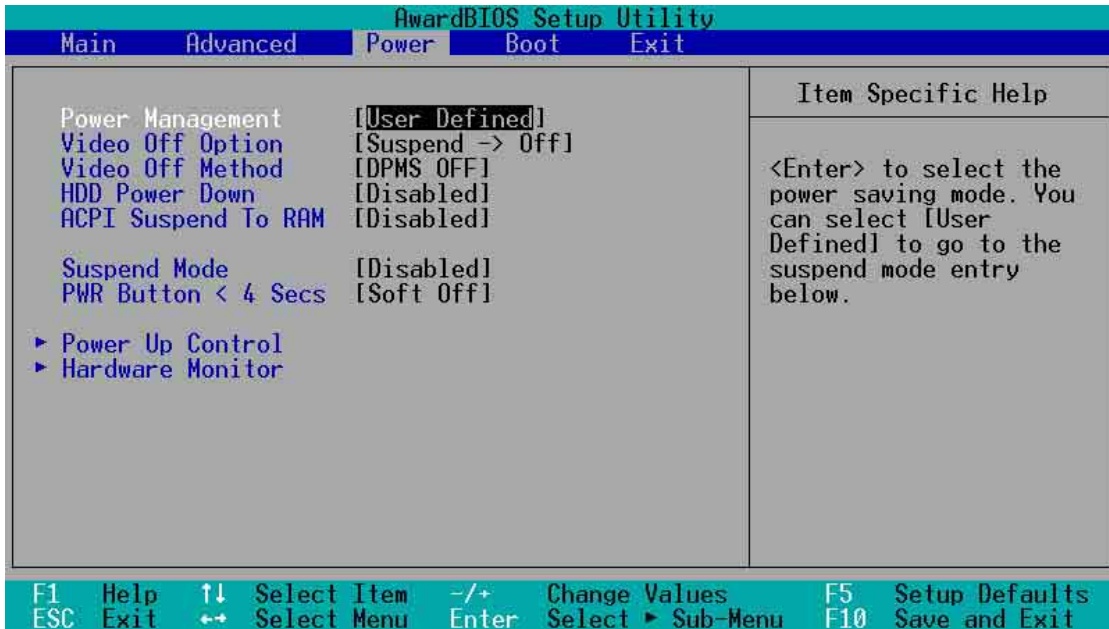 AwardBIOS Setup Utility
Main Advanced Power Boot Exit
Power Management [User Defined]
Video Off Option [Suspend -> Off]
Video Off Method [DPMS OFF]
HDD Power Down [Disabled]
ACPI Suspend To RAM [Disabled]
Suspend Mode [Disabled]
PWR Button < 4 Secs [Soft Off]
► Power Up Control
► Hardware Monitor
Item Specific Help
<Enter> to select the
power saving mode. You
can select [User
Defined] to go to the
suspend mode entry
below.
F1 Help ↑↓ Select Item -/+ Change Values F5 Setup Defaults
ESC Exit ←→ Select Menu Enter Select ► Sub-Menu F10 Save and Exit